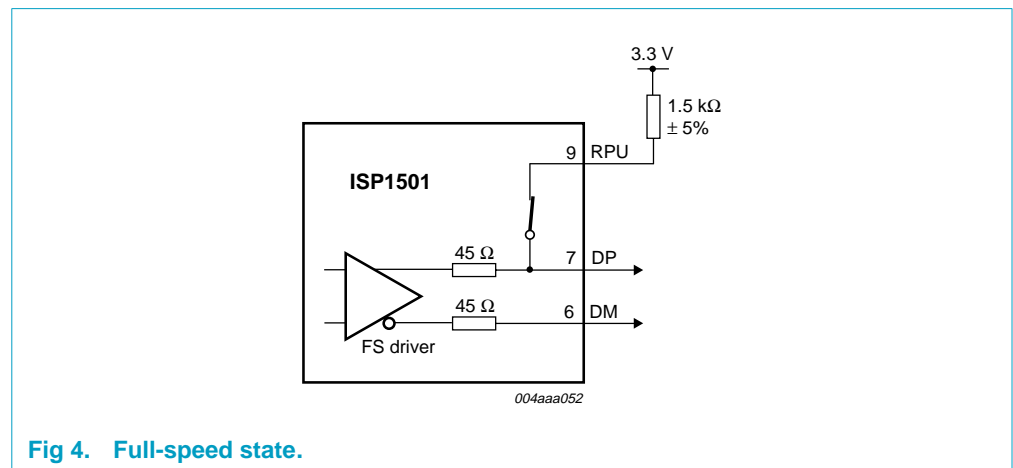 3.3 V
1.5 kΩ
± 5%
9 RPU
ISP1501
45 Ω
7 DP
45 Ω
6 DM
FS driver
004aaa052
Fig 4. Full-speed state.